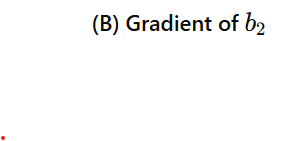 (B) Gradient of b₂